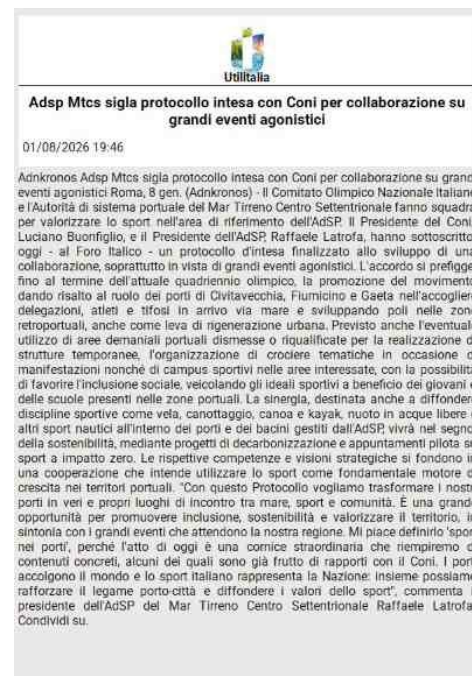 Utilitalia
Adsp Mtcs sigla protocollo intesa con Coni per collaborazione su
grandi eventi agonistici
01/08/2026 19:46
Adnkronos Adsp Mtcs sigla protocollo intesa con Coni per collaborazione su grand
eventi agonistici Roma, 8 gen. (Adnkronos) - Il Comitato Olimpico Nazionale Italiano
e l'Autorità di sistema portuale del Mar Tirreno Centro Settentrionale fanno squadra
per valorizzare lo sport nell'area di riferimento dell'AdSP. Il Presidente del Coni,
Luciano Buonfiglio, e il Presidente dell'AdSP, Raffaele Latrofa, hanno sottoscritto
oggi - al Foro Italico - un protocollo d'intesa finalizzato allo sviluppo di una
collaborazione, soprattutto in vista di grandi eventi agonistici. L'accordo si prefigge,
fino al termine dell'attuale quadriennio olimpico, la promozione del movimento
dando risalto al ruolo dei porti di Civitavecchia, Fiumicino e Gaeta nell'accogliere
delegazioni, atleti e tifosi in arrivo via mare e sviluppando poli nelle zone
retroportuali, anche come leva di rigenerazione urbana. Previsto anche l'eventuale
utilizzo di aree demaniali portuali dismesse o riqualificate per la realizzazione d
strutture temporanee, l'organizzazione di crociere tematiche in occasione d
manifestazioni nonché di campus sportivi nelle aree interessate, con la possibilità
di favorire l'inclusione sociale, veicolando gli ideali sportivi a beneficio dei giovani e
delle scuole presenti nelle zone portuali. La sinergia, destinata anche a diffondere
discipline sportive come vela, canottaggio, canoa e kayak, nuoto in acque libere e
altri sport nautici all'interno dei porti e dei bacini gestiti dall'AdSP, vivrà nel segno
della sostenibilità, mediante progetti di decarbonizzazione e appuntamenti pilota su
sport a impatto zero. Le rispettive competenze e visioni strategiche si fondono in
una cooperazione che intende utilizzare lo sport come fondamentale motore d
crescita nei territori portuali. "Con questo Protocollo vogliamo trasformare i nostri
porti in veri e propri luoghi di incontro tra mare, sport e comunità. È una grande
opportunità per promuovere inclusione, sostenibilità e valorizzare il territorio, in
sintonia con i grandi eventi che attendono la nostra regione. Mi piace definirlo 'sport
nei porti', perché l'atto di oggi è una cornice straordinaria che riempiremo d
contenuti concreti, alcuni dei quali sono già frutto di rapporti con il Coni. I porti
accolgono il mondo e lo sport italiano rappresenta la Nazione: insieme possiamo
rafforzare il legame porto-città e diffondere i valori dello sport", commenta i
presidente dell'AdSP del Mar Tirreno Centro Settentrionale Raffaele Latrofa.
Condividi su.